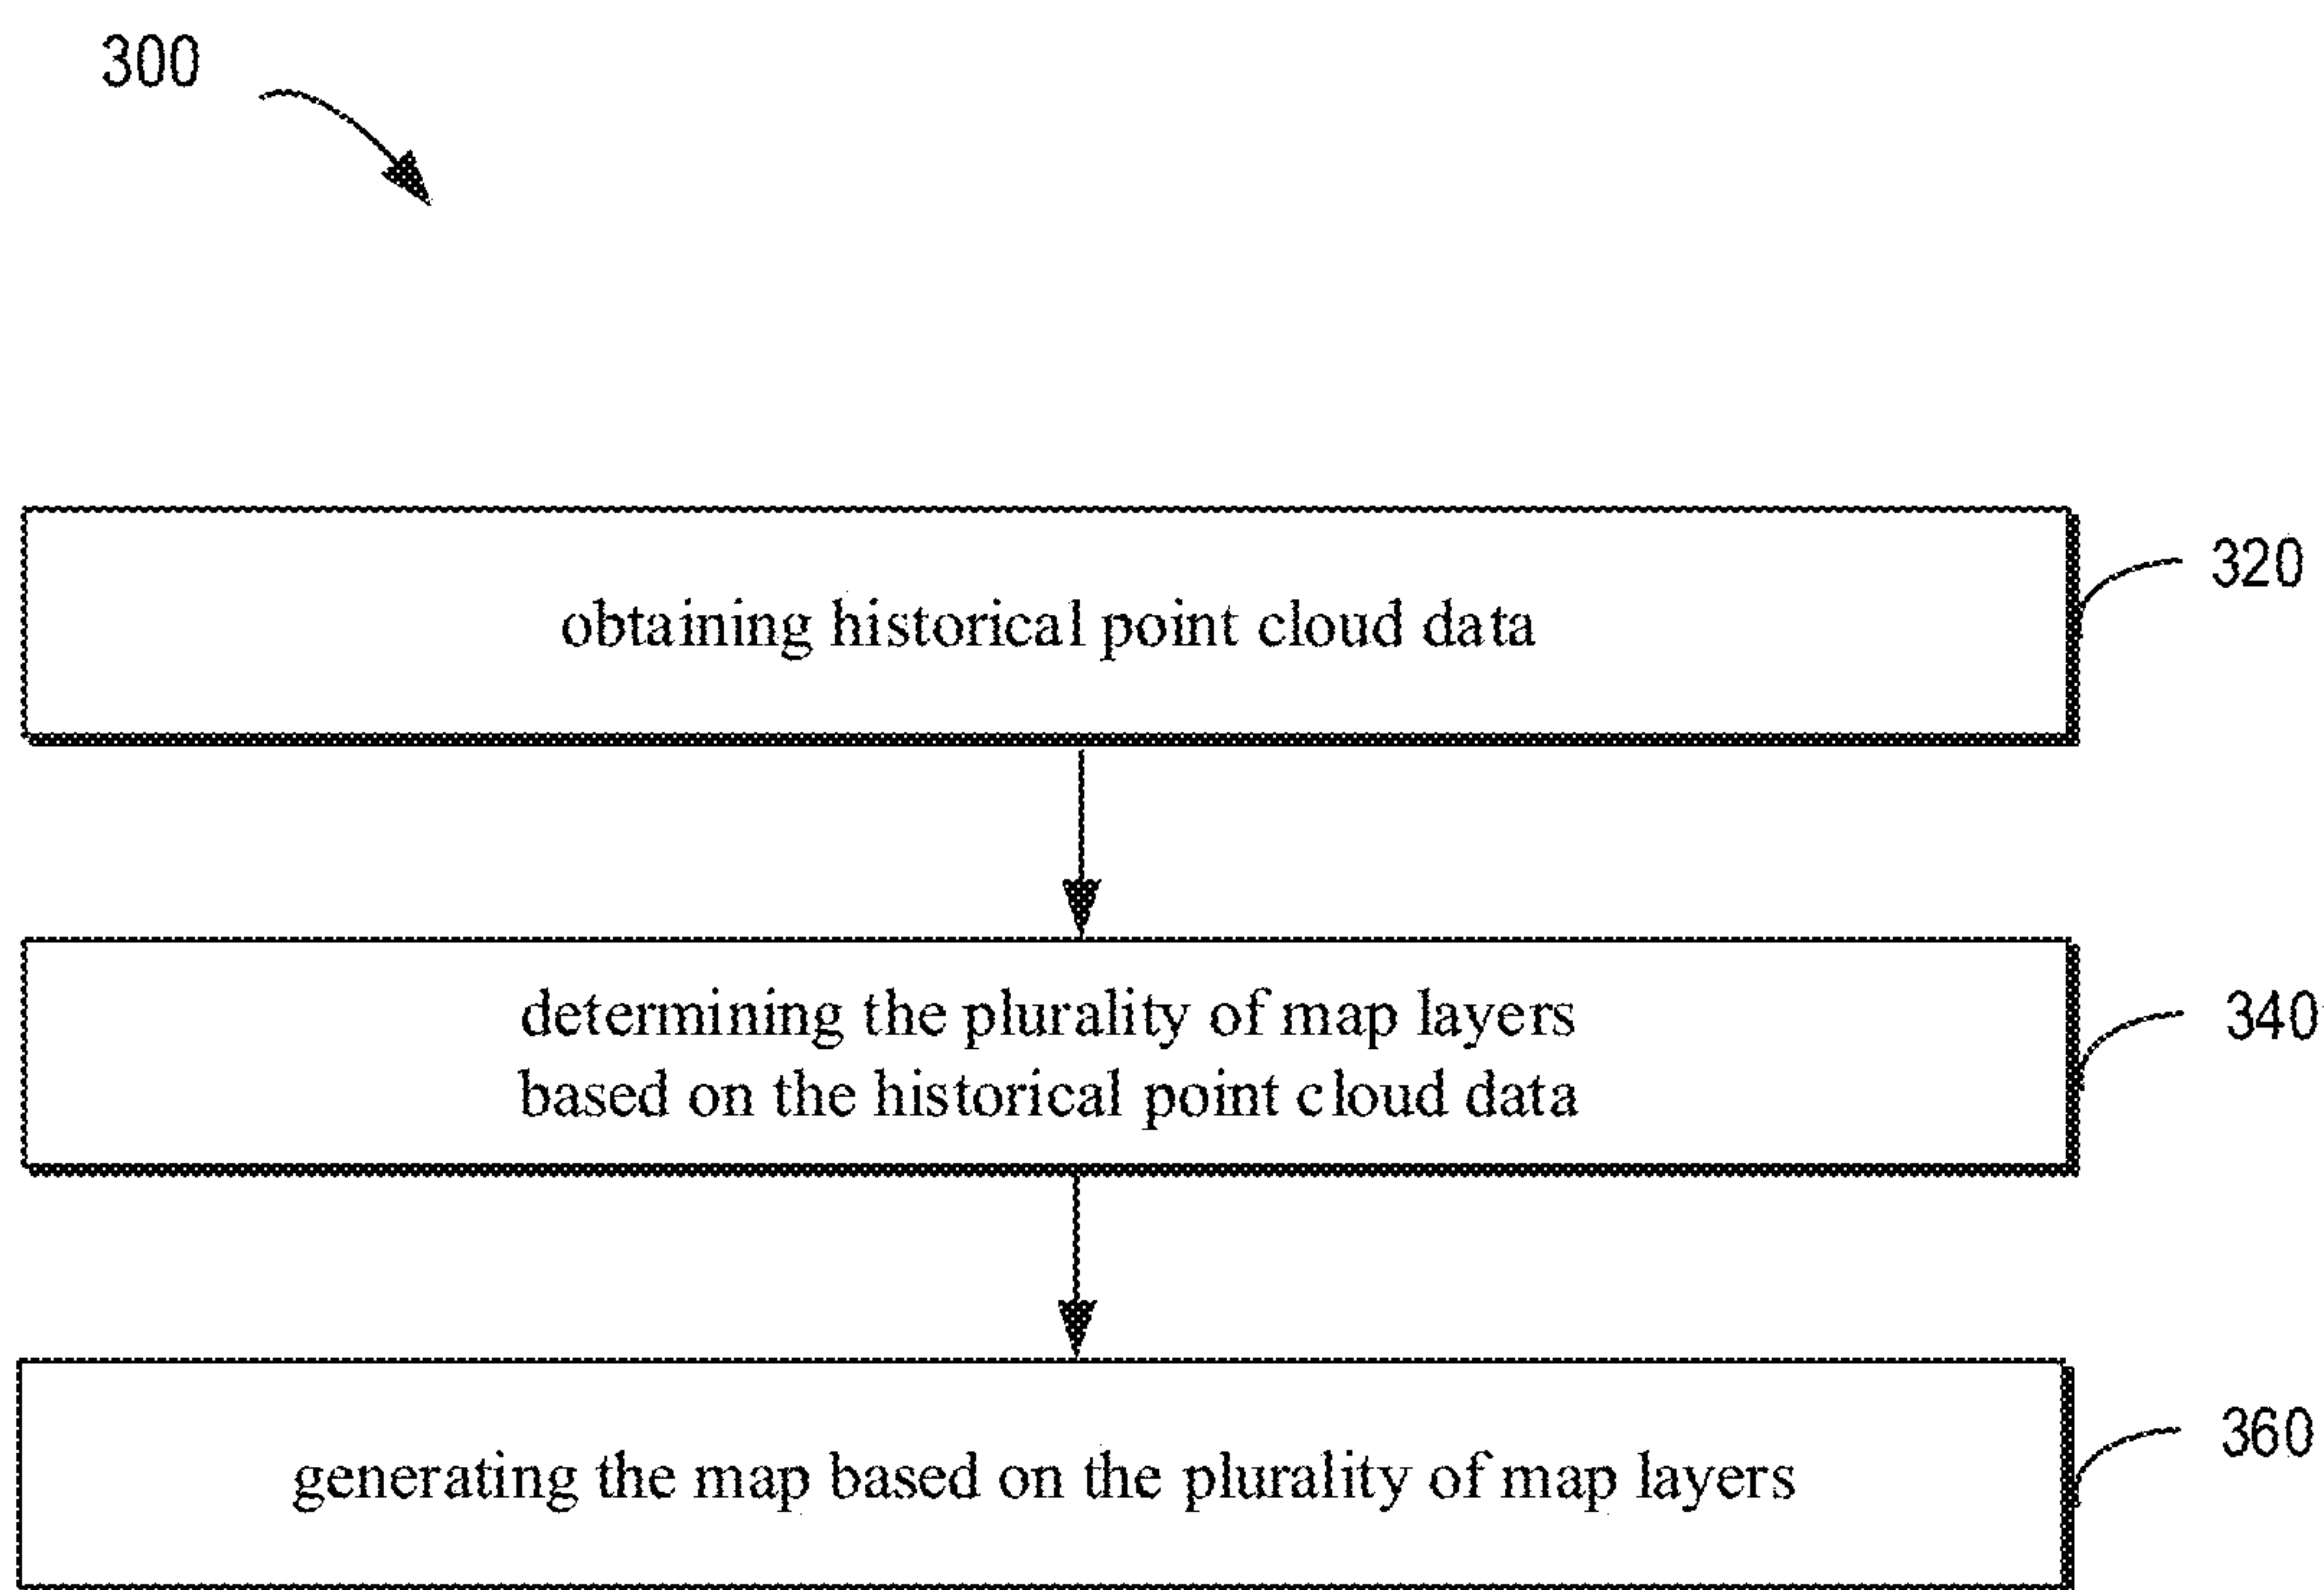 300
obtaining historical point cloud data
320
determining the plurality of map layers
based on the historical point cloud data
340
generating the map based on the plurality of map layers
360